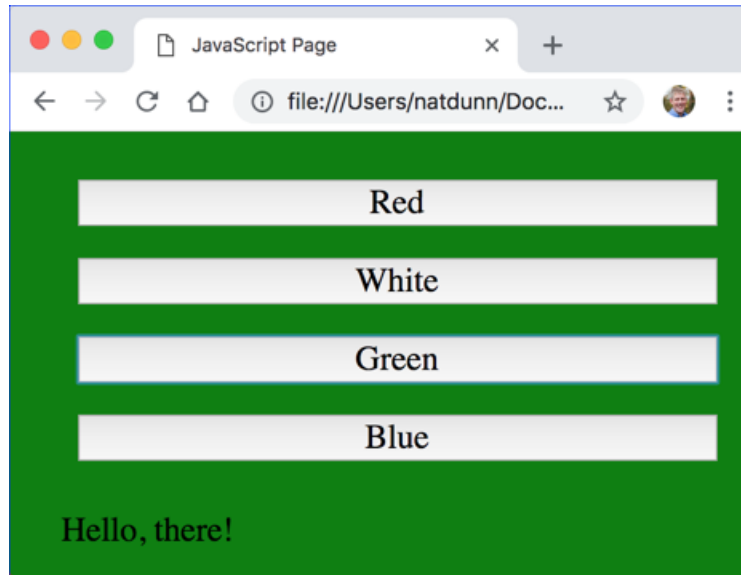 JavaScript Page
file:///Users/natdunn/Doc...
Red
White
Green
Blue
Hello, there!